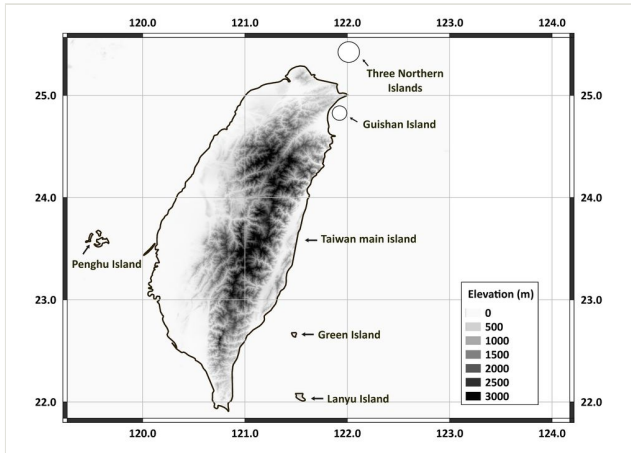 120.0 121.0 122.0 123.0 124.0
Three Northern
Islands
25.0 25.0
Guishan Island
24.0 24.0
Taiwan main island
Penghu Island
Elevation (m)
23.0 23.0
0
500
Green Island
1000
1500
2000
2500
22.0 Lanyu Island 22.0
3000
120.0 121.0 122.0 123.0 124.0